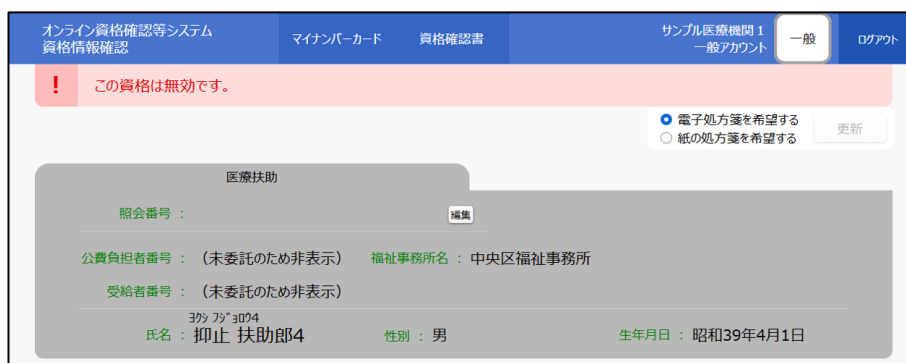 オンライン資格確認等システム
資格情報確認
マイナンバーカード 資格確認書
サンプル医療機関1
一般アカウント
一般
ログアウト
! この資格は無効です。
電子処方箋を希望する
紙の処方箋を希望する
更新
医療扶助
照会番号 : 編集
公費負担者番号 : (未委託のため非表示) 福祉事務所名 : 中央区福祉事務所
受給者番号 : (未委託のため非表示)
ヨクシ フジョロウ4
氏名 : 抑止 扶助郎4 性別 : 男 生年月日 : 昭和39年4月1日